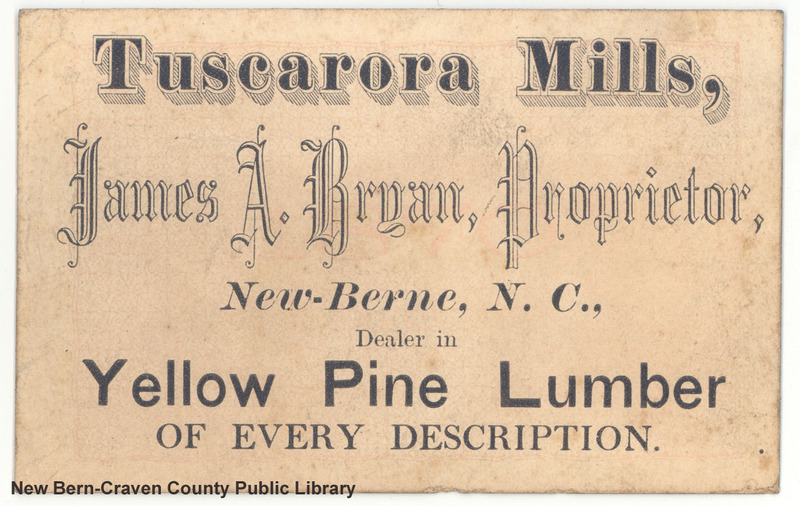 Tuscarora Mills,
James A. Bryan, Proprietor,
New-Berne, N. C.,
Dealer in
Yellow Pine Lumber
OF EVERY DESCRIPTION.
New Bern-Craven County Public Library